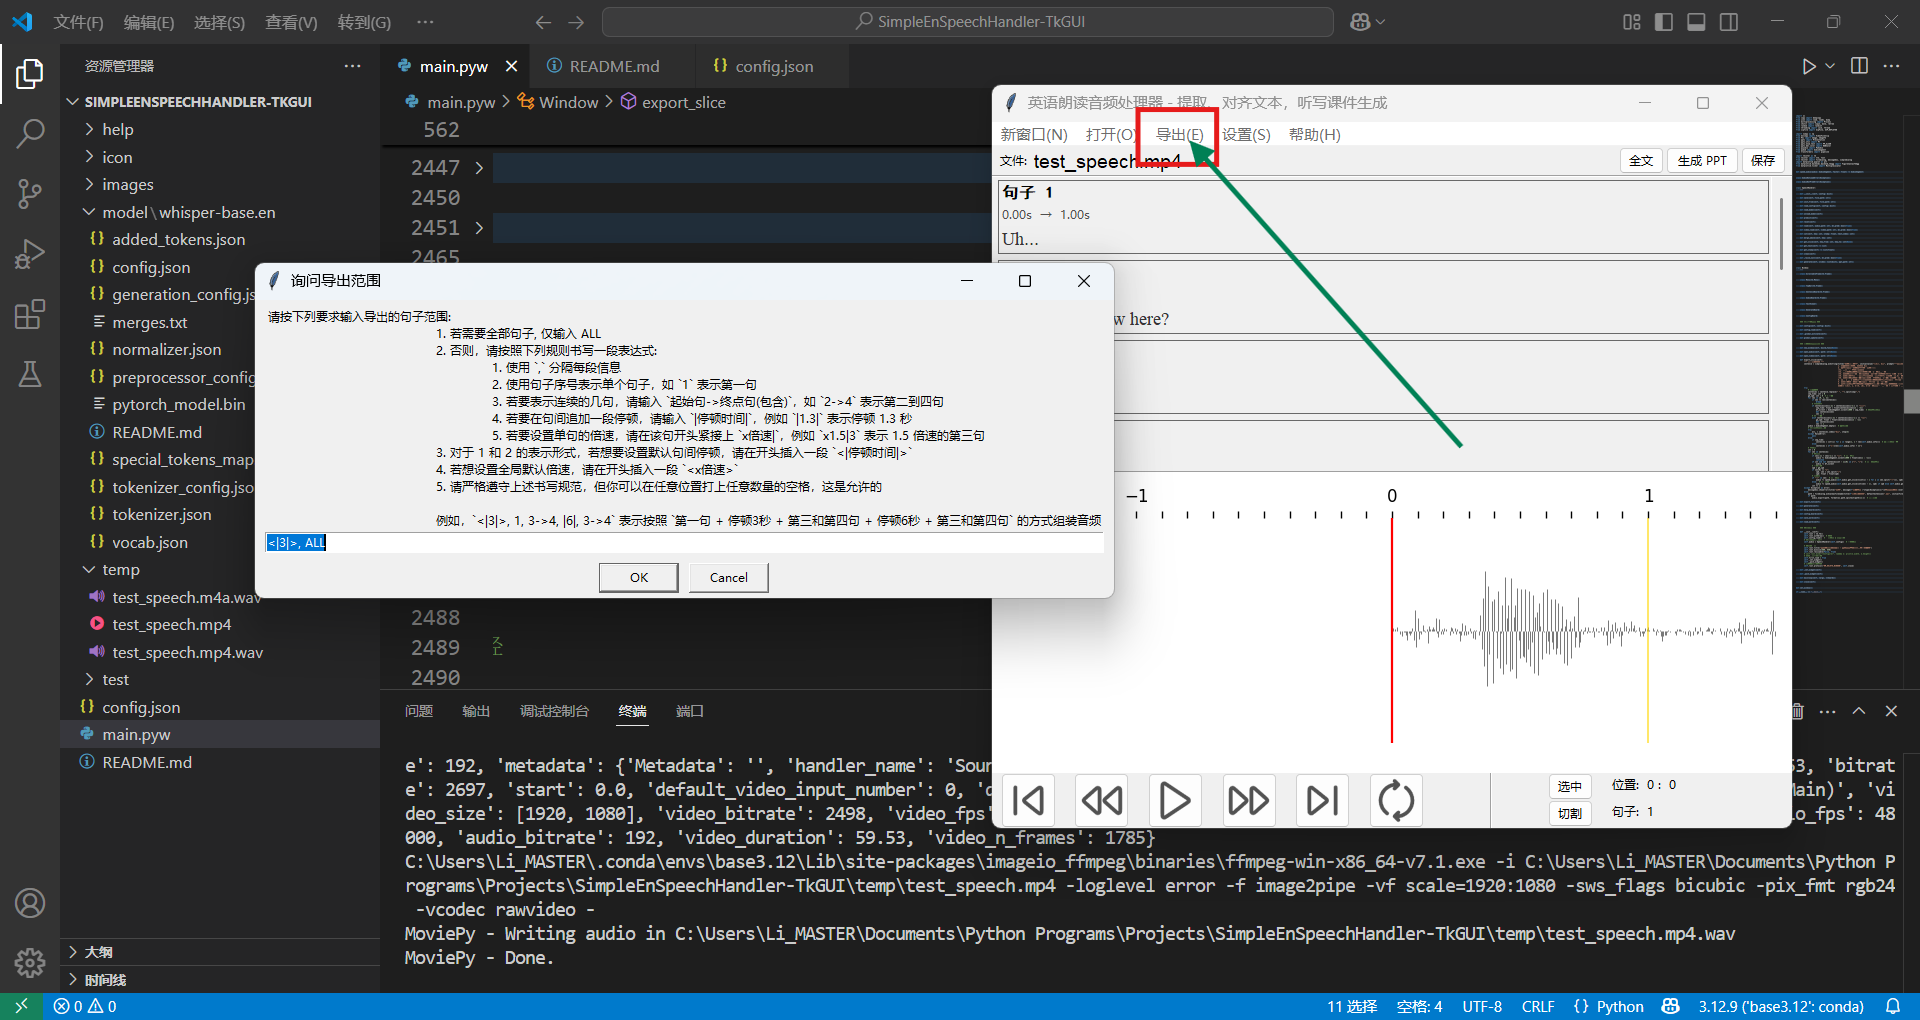 文件(F) 编辑(E) 选择(S) 查看(V) 转到(G) ··· SimpleEnSpeechHandler-TkGUI
资源管理器 ···
main.pyw README.md config.json
main.pyw > Window > export_slice
SIMPLEENSPEECHHANDLER-TKGUI
help
icon
images
model\whisper-base.en
added_tokens.json
config.json
generation_config.js
merges.txt
normalizer.json
preprocessor_config
pytorch_model.bin
README.md
special_tokens_map
tokenizer_config.jso
tokenizer.json
vocab.json
temp
test_speech.m4a.wav
test_speech.mp4
test_speech.mp4.wav
test
config.json
main.pyw
README.md
大纲
时间线
562
2447
2450
2451
2465
2488
2489
2490
英语朗读音频处理器 - 提取、对齐文本，听写课件生成
新窗口(N) 打开(O) 导出(E) 设置(S) 帮助(H)
文件: test_speech.mp4 全文 生成 PPT 保存
句子 1
0.00s → 1.00s
Uh...
w here?
−1 0 1
选中 位置: 0 : 0
切割 句子: 1
询问导出范围
请按下列要求输入导出的句子范围:
1. 若需要全部句子, 仅输入 ALL
2. 否则，请按照下列规则书写一段表达式:
1. 使用 `,` 分隔每段信息
2. 使用句子序号表示单个句子，如 `1` 表示第一句
3. 若要表示连续的几句，请输入 `起始句->终点句(包含)`，如 `2->4` 表示第二到四句
4. 若要在句间追加一段停顿，请输入 `|停顿时间|`，例如 `|1.3|` 表示停顿 1.3 秒
5. 若要设置单句的倍速，请在该句开头紧接上 `x倍速|`，例如 `x1.5|3` 表示 1.5 倍速的第三句
3. 对于 1 和 2 的表示形式，若想要设置默认句间停顿，请在开头插入一段 `<|停顿时间|>`
4. 若想设置全局默认倍速，请在开头插入一段 `<x倍速>`
5. 请严格遵守上述书写规范，但你可以在任意位置打上任意数量的空格，这是允许的
例如，`<|3|>, 1, 3->4, |6|, 3->4` 表示按照 `第一句 + 停顿3秒 + 第三和第四句 + 停顿6秒 + 第三和第四句` 的方式组装音频
<|3|>, ALL
OK Cancel
问题 输出 调试控制台 终端 端口
e': 192, 'metadata': {'Metadata': '', 'handler_name': 'Soun 53, 'bitrat
e': 2697, 'start': 0.0, 'default_video_input_number': 0, 'd Main)', 'vi
deo_size': [1920, 1080], 'video_bitrate': 2498, 'video_fps' io_fps': 48
000, 'audio_bitrate': 192, 'video_duration': 59.53, 'video_n_frames': 1785}
C:\Users\Li_MASTER\.conda\envs\base3.12\Lib\site-packages\imageio_ffmpeg\binaries\ffmpeg-win-x86_64-v7.1.exe -i C:\Users\Li_MASTER\Documents\Python P
rograms\Projects\SimpleEnSpeechHandler-TkGUI\temp\test_speech.mp4 -loglevel error -f image2pipe -vf scale=1920:1080 -sws_flags bicubic -pix_fmt rgb24
-vcodec rawvideo -
MoviePy - Writing audio in C:\Users\Li_MASTER\Documents\Python Programs\Projects\SimpleEnSpeechHandler-TkGUI\temp\test_speech.mp4.wav
MoviePy - Done.
0 0 11 选择 空格: 4 UTF-8 CRLF {} Python 3.12.9 ('base3.12': conda)